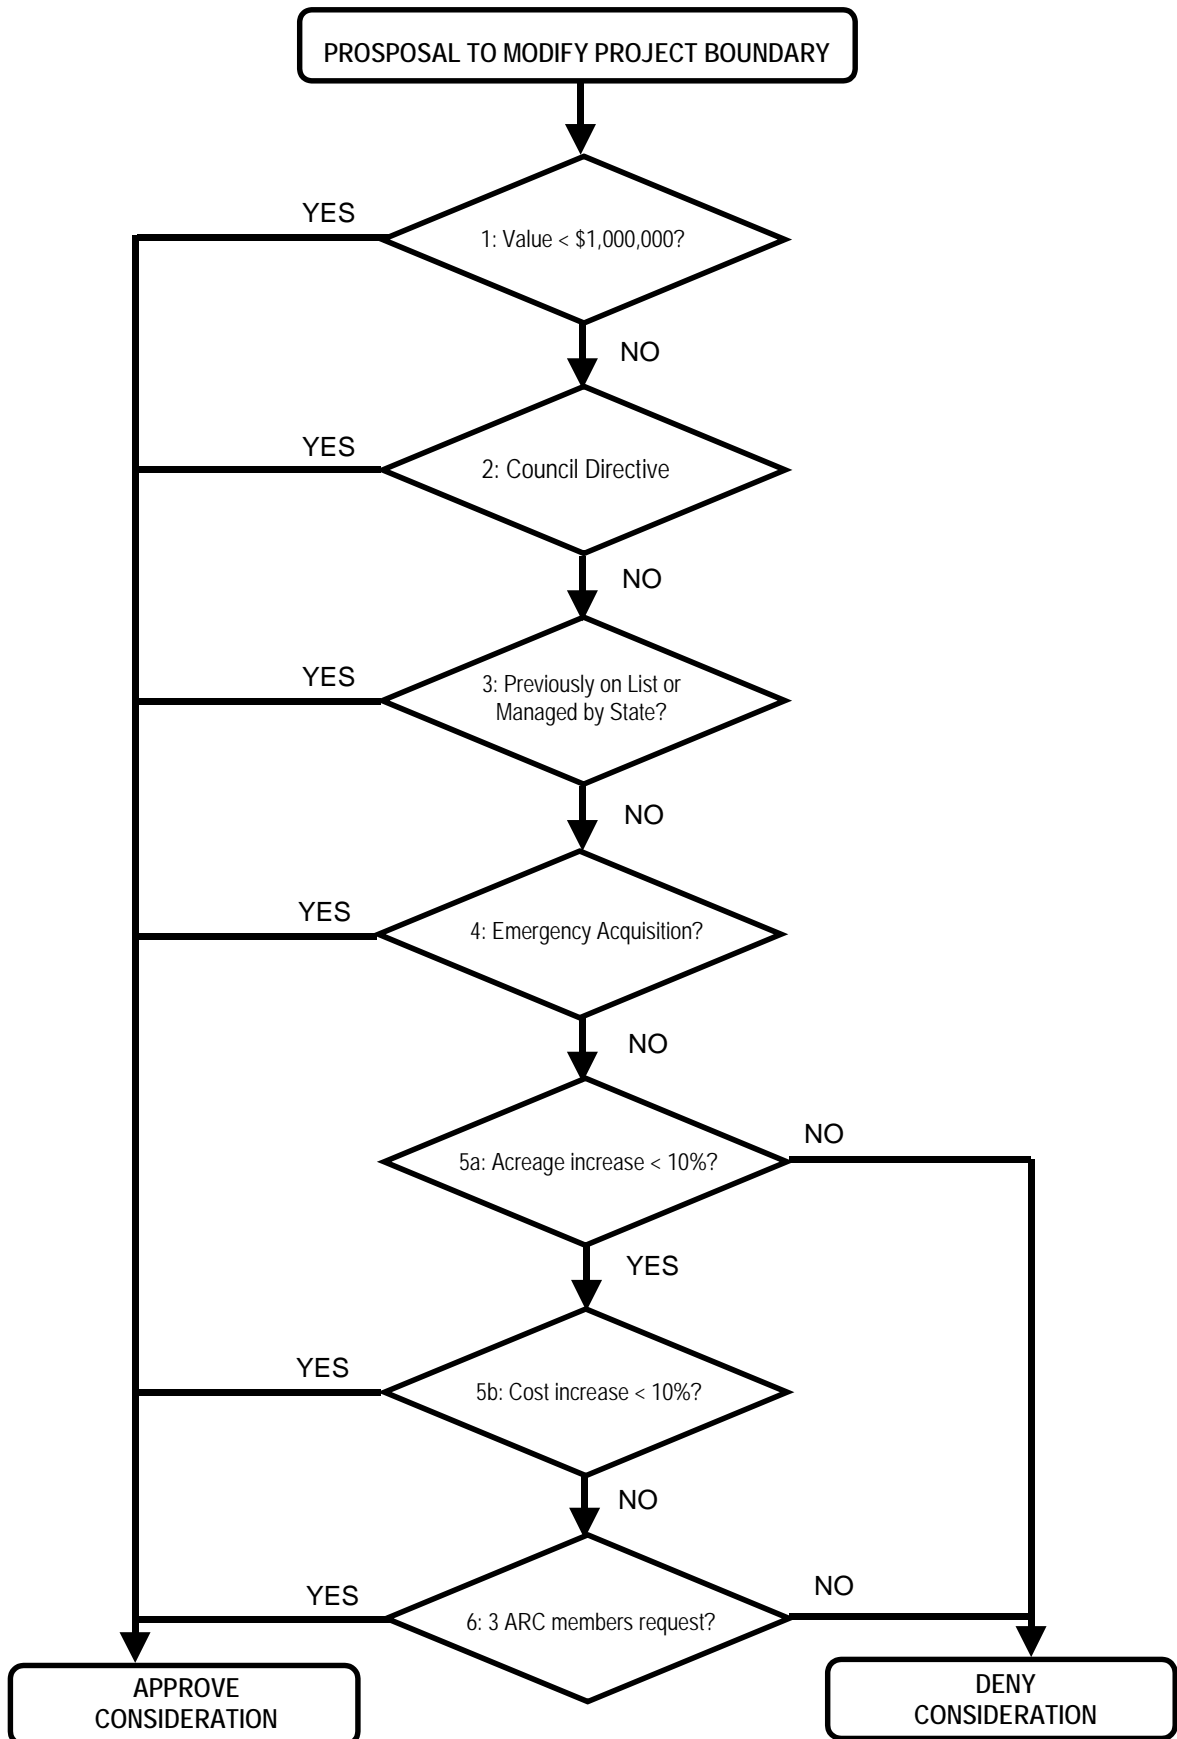 PROSPOSAL TO MODIFY PROJECT BOUNDARY
YES
1: Value < $1,000,000?
NO
YES
2: Council Directive
NO
YES
3: Previously on List or
Managed by State?
NO
YES
4: Emergency Acquisition?
NO
5a: Acreage increase < 10%?
NO
YES
YES
5b: Cost increase < 10%?
NO
YES
6: 3 ARC members request?
NO
APPROVE
CONSIDERATION
DENY
CONSIDERATION